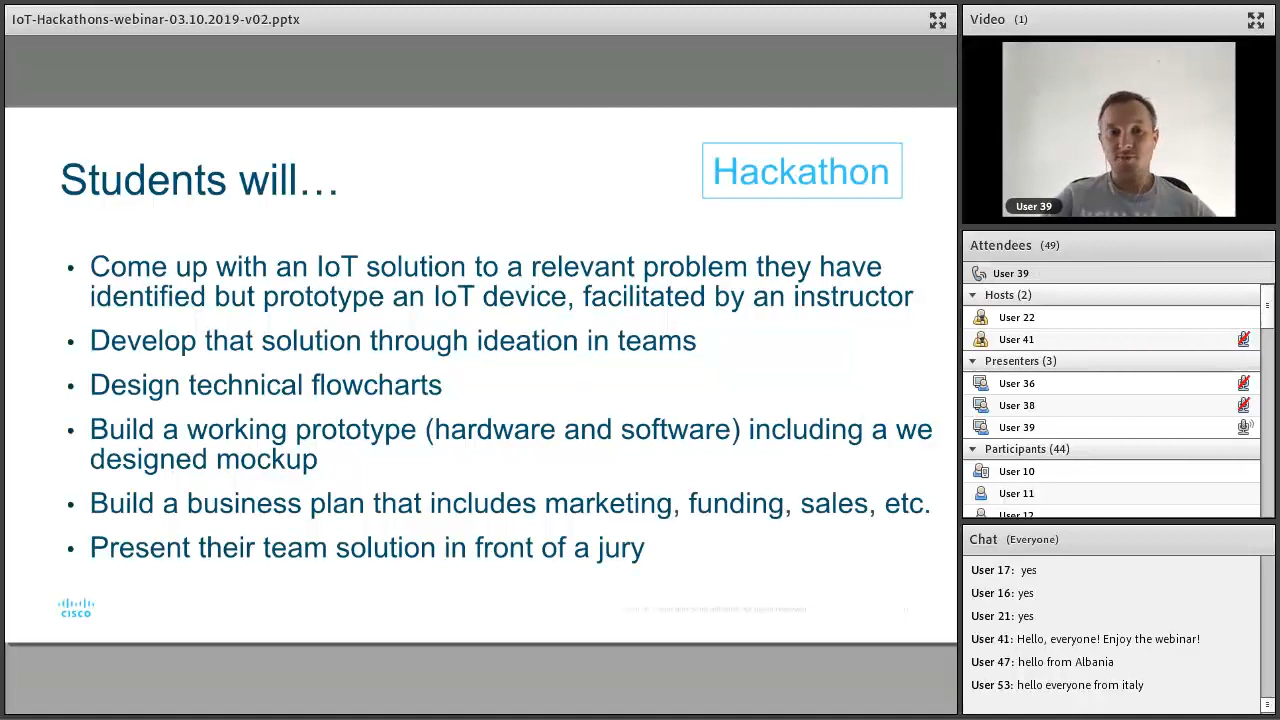 IoT-Hackathons-webinar-03.10.2019-v02.pptx
Students will…
Hackathon
• Come up with an IoT solution to a relevant problem they have
identified but prototype an IoT device, facilitated by an instructor
• Develop that solution through ideation in teams
• Design technical flowcharts
• Build a working prototype (hardware and software) including a we
designed mockup
• Build a business plan that includes marketing, funding, sales, etc.
• Present their team solution in front of a jury
CISCO
Video (1)
User 39
Attendees (49)
User 39
Hosts (2)
User 22
User 41
Presenters (3)
User 36
User 38
User 39
Participants (44)
User 10
User 11
User 12
Chat (Everyone)
User 17: yes
User 16: yes
User 21: yes
User 41: Hello, everyone! Enjoy the webinar!
User 47: hello from Albania
User 53: hello everyone from italy